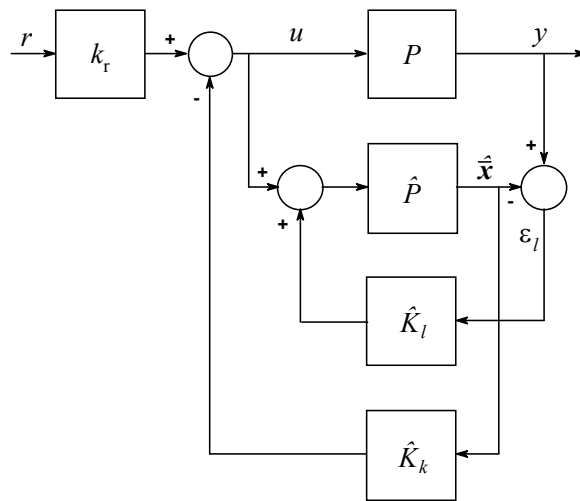 r
k_r
+
-
u
P
y
+
+
+
P̂
x̄̂
-
ε_l
K̂_l
K̂_k